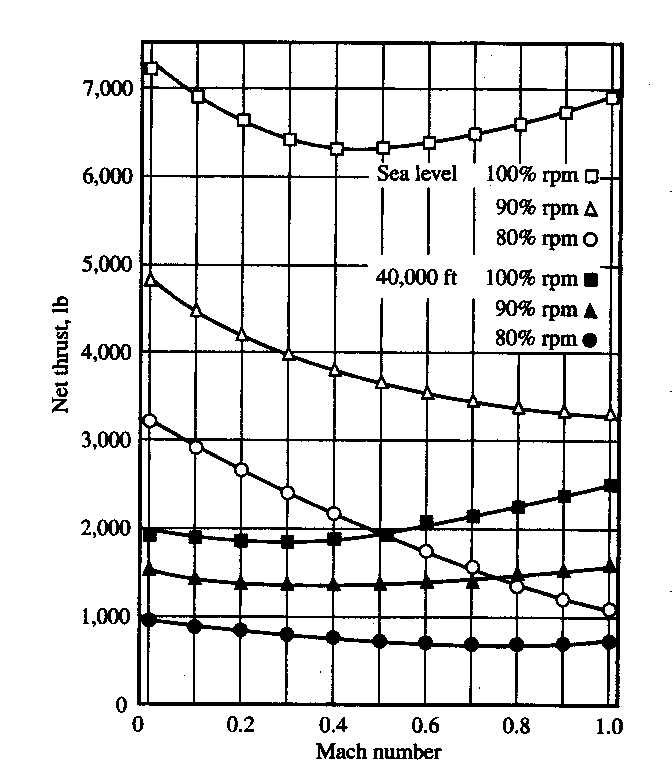 7,000
6,000
5,000
4,000
3,000
2,000
1,000
0
Net thrust, lb
Sea level 100% rpm
90% rpm
80% rpm
40,000 ft 100% rpm
90% rpm
80% rpm
0 0.2 0.4 0.6 0.8 1.0
Mach number